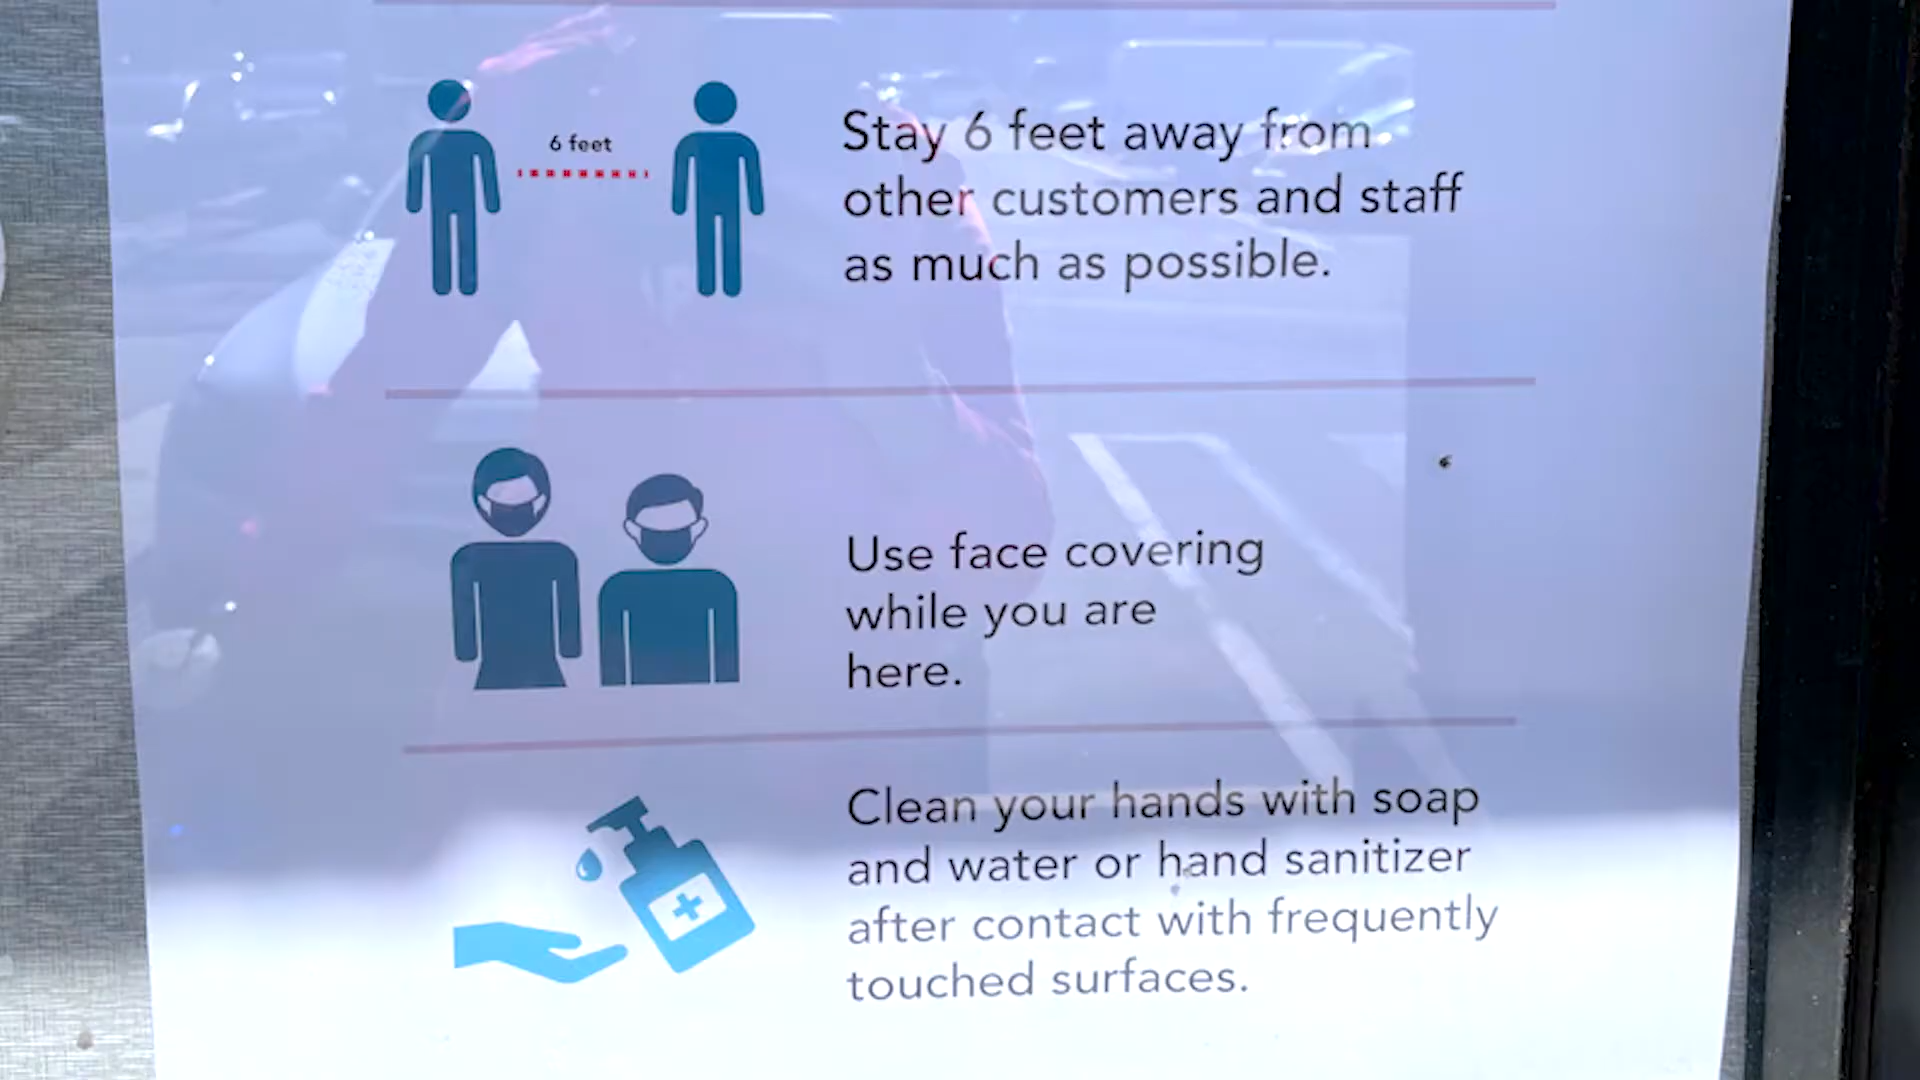 6 feet
Stay 6 feet away from
other customers and staff
as much as possible.
Use face covering
while you are
here.
Clean your hands with soap
and water or hand sanitizer
after contact with frequently
touched surfaces.